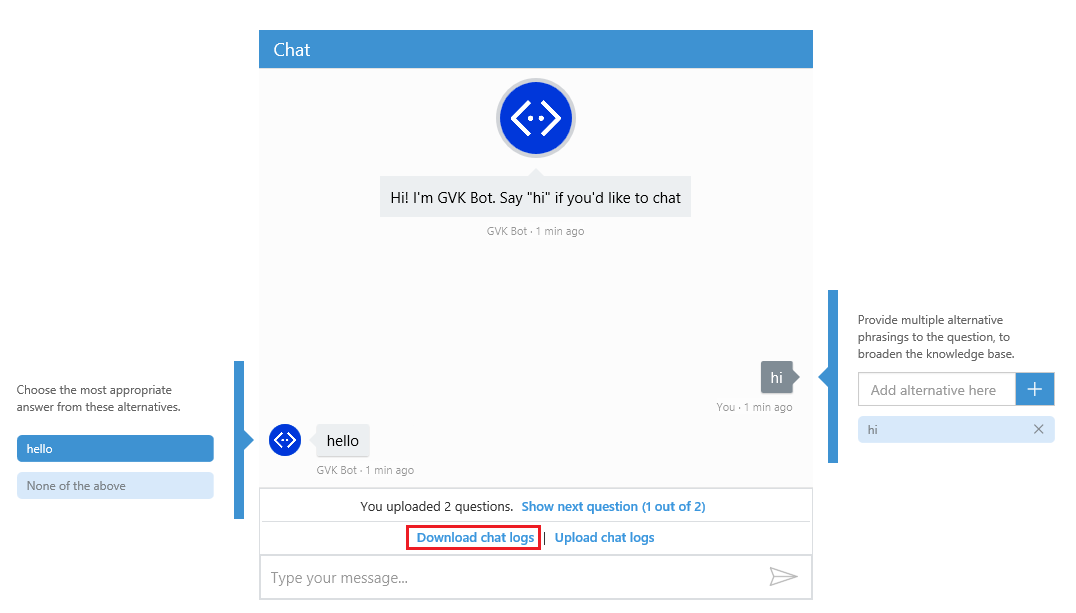 Chat
Hi! I'm GVK Bot. Say "hi" if you'd like to chat
GVK Bot · 1 min ago
Choose the most appropriate
answer from these alternatives.
hello
None of the above
hi
You · 1 min ago
hello
GVK Bot · 1 min ago
Provide multiple alternative
phrasings to the question, to
broaden the knowledge base.
Add alternative here
hi
You uploaded 2 questions. Show next question (1 out of 2)
Download chat logs | Upload chat logs
Type your message...